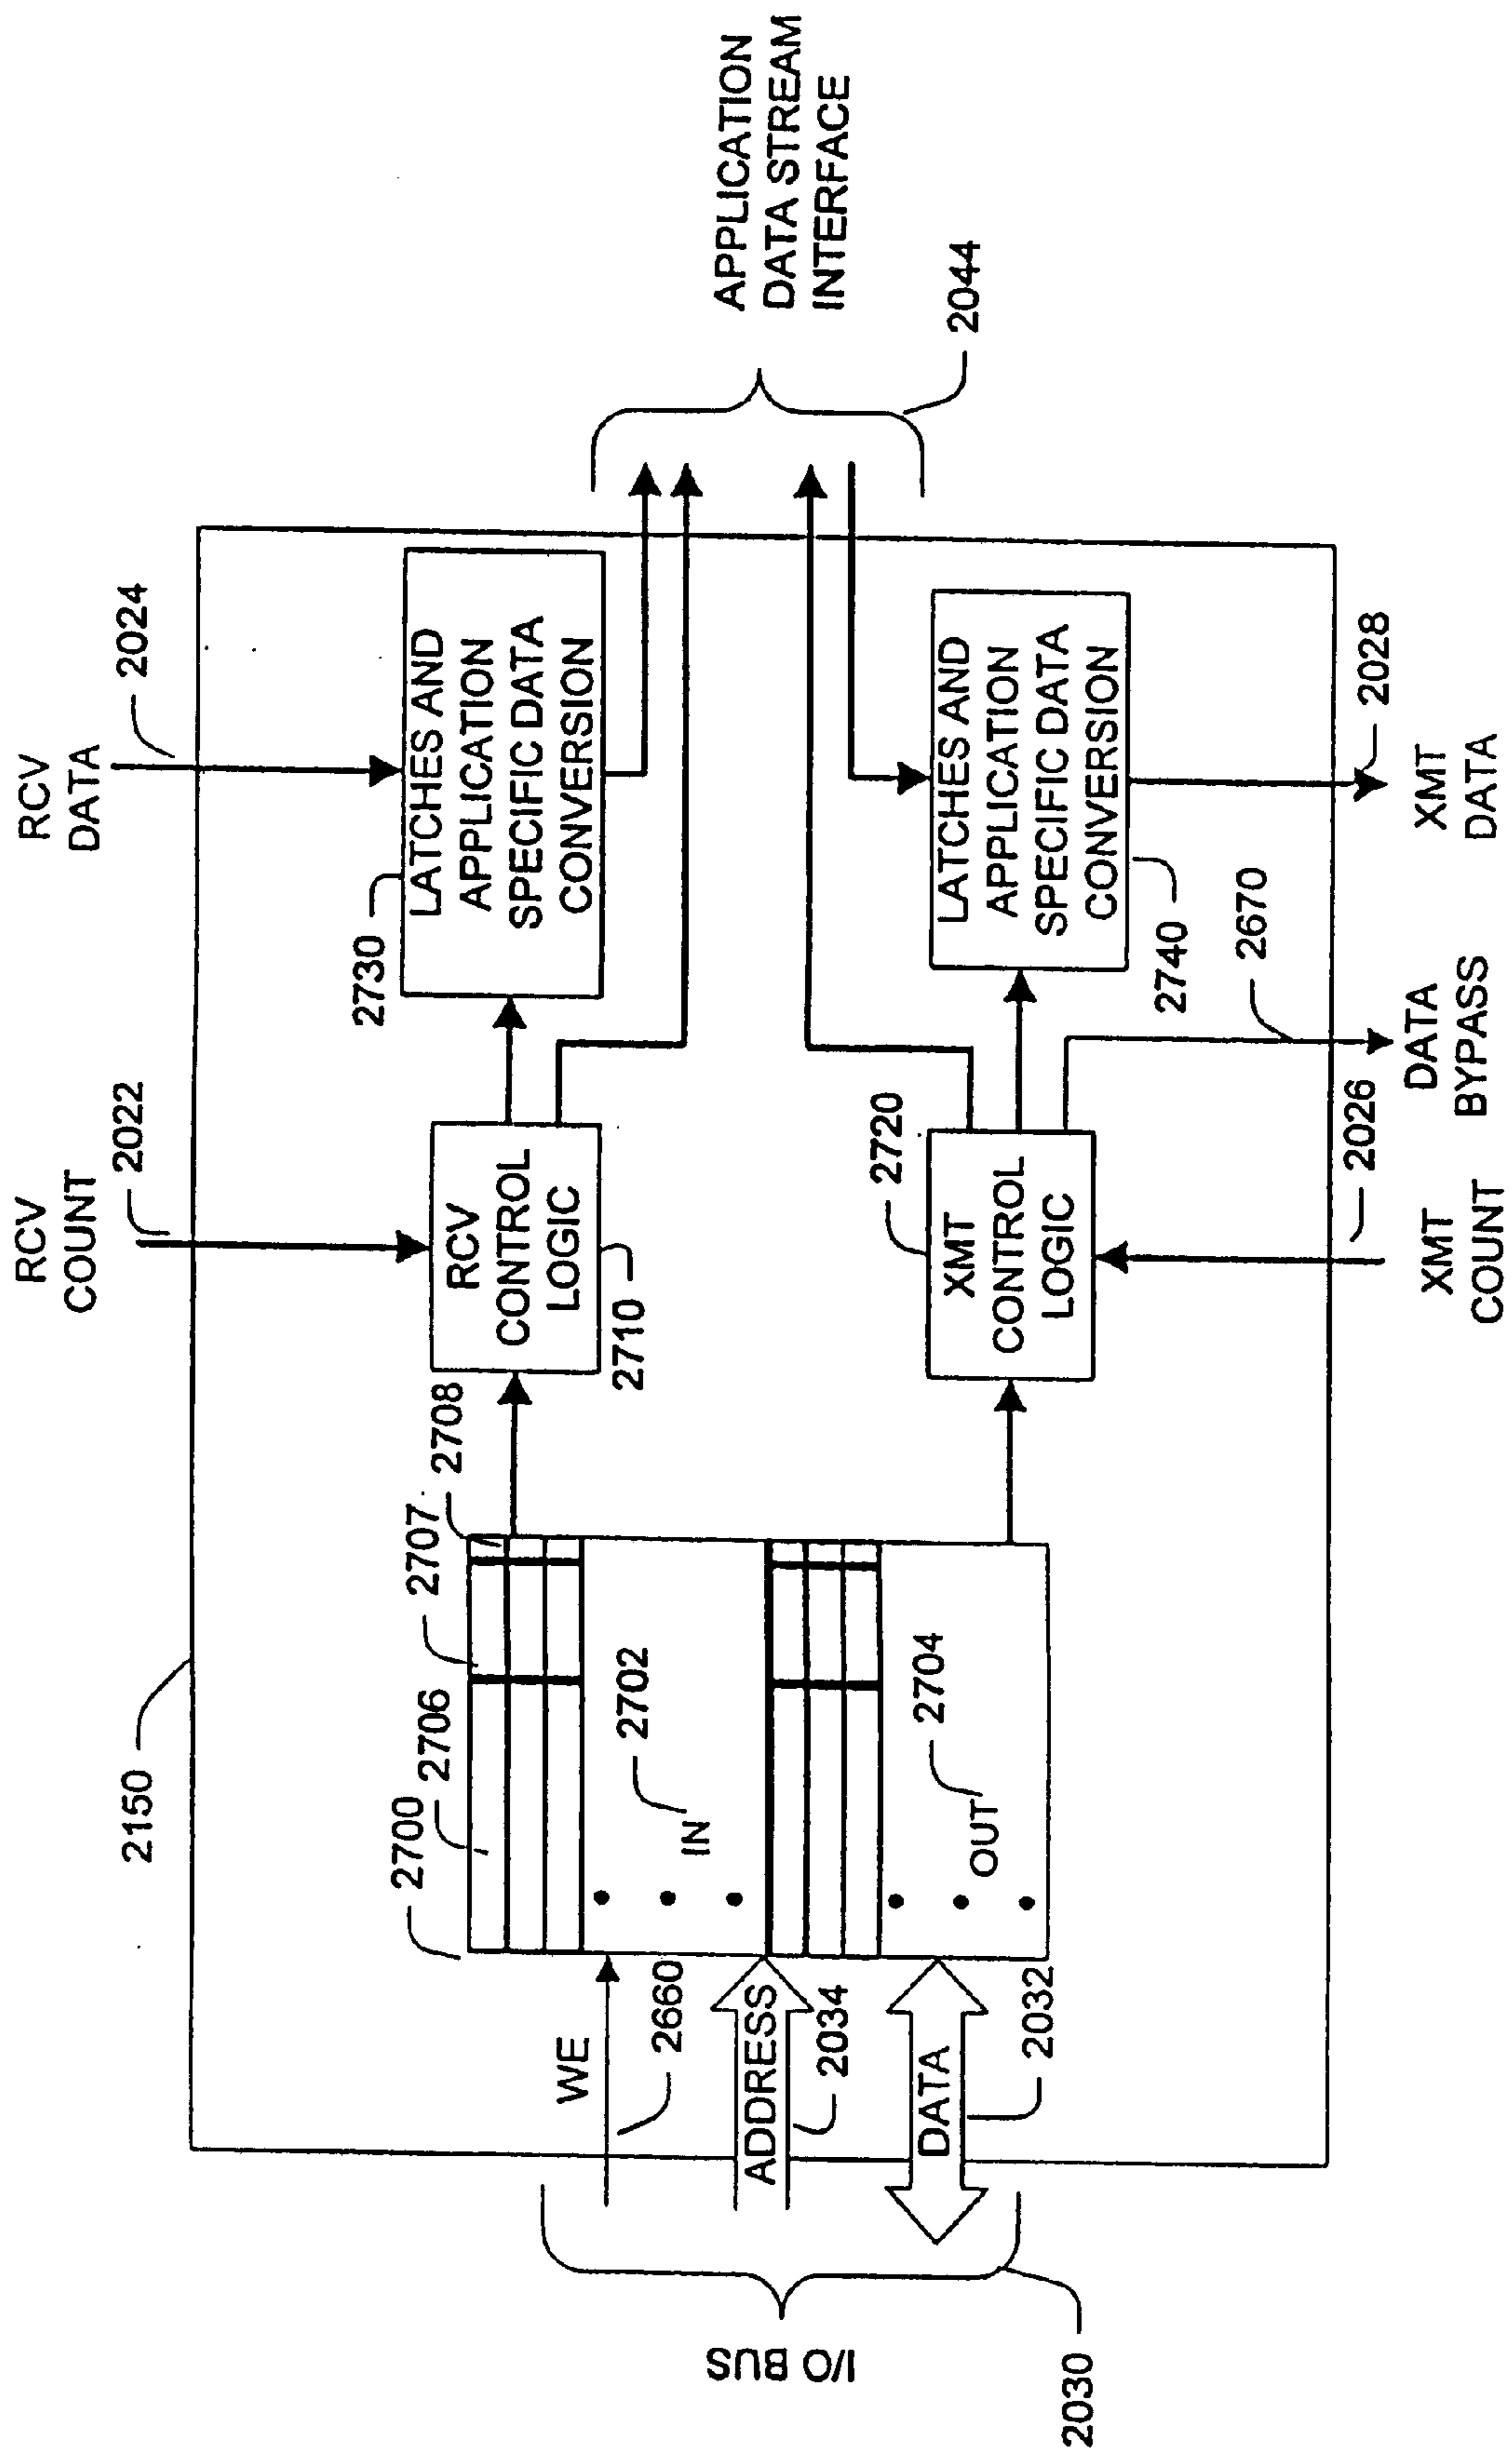 RCV
COUNT
2022
RCV
DATA
2024
2150
2700
2706
2707
2708
RCV
CONTROL
LOGIC
2710
2730
LATCHES AND
APPLICATION
SPECIFIC DATA
CONVERSION
APPLICATION
DATA STREAM
INTERFACE
2044
WE
2660
IN
2702
ADDRESS
2034
I/O BUS
2030
DATA
2032
OUT
2704
2720
XMT
CONTROL
LOGIC
LATCHES AND
APPLICATION
SPECIFIC DATA
CONVERSION
2740
2670
2026
XMT
COUNT
DATA
BYPASS
2028
XMT
DATA